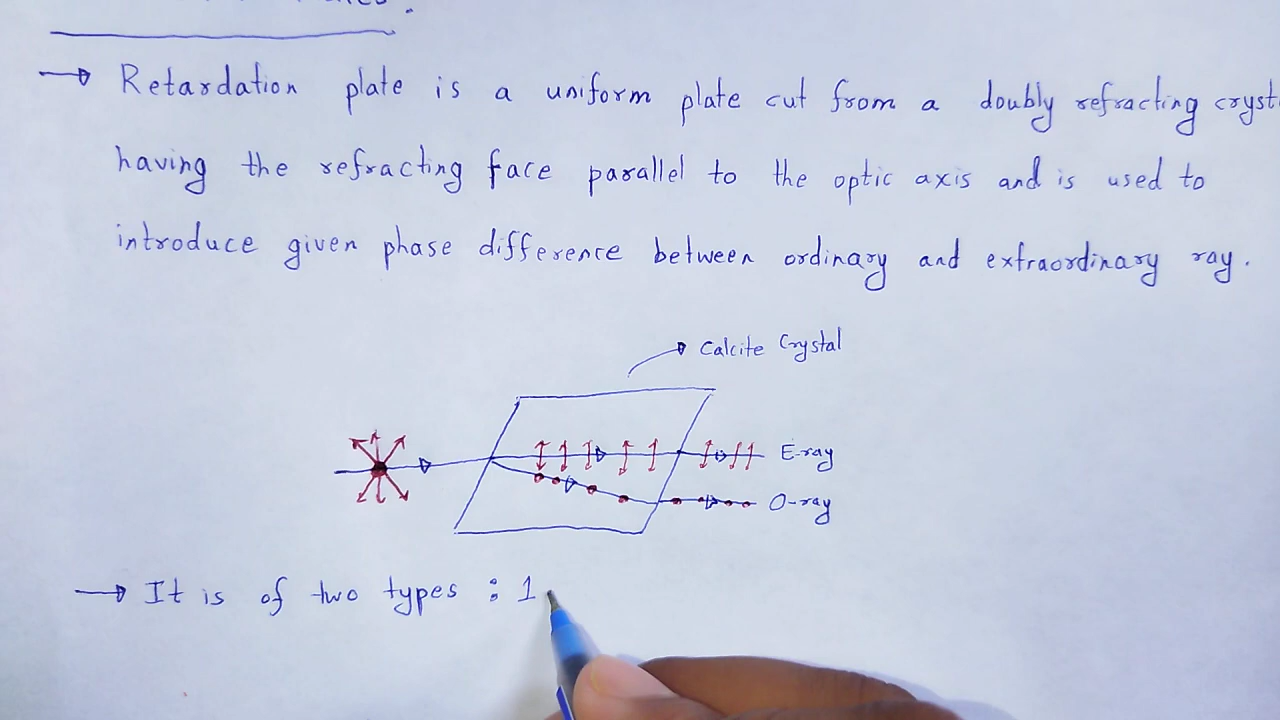 → Retardation plate is a uniform plate cut from a doubly refracting
having the refracting face parallel to the optic axis and is used to
introduce given phase difference between ordinary and extraordinary ray.
Calcite Crystal
E-ray
O-ray
→ It is of two types : 1